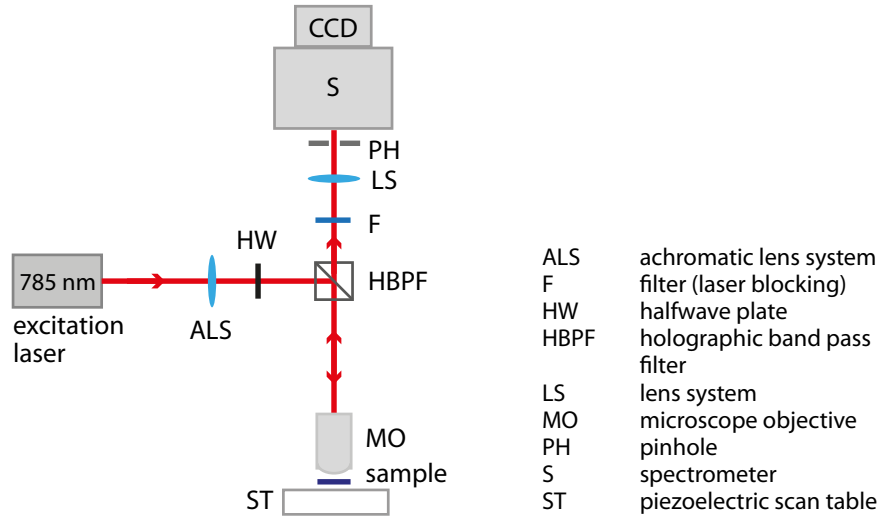 CCD
S
PH
LS
F
HW
HBPF
785 nm
excitation
laser
ALS
MO
sample
ST
ALS achromatic lens system
F filter (laser blocking)
HW halfwave plate
HBPF holographic band pass
filter
LS lens system
MO microscope objective
PH pinhole
S spectrometer
ST piezoelectric scan table